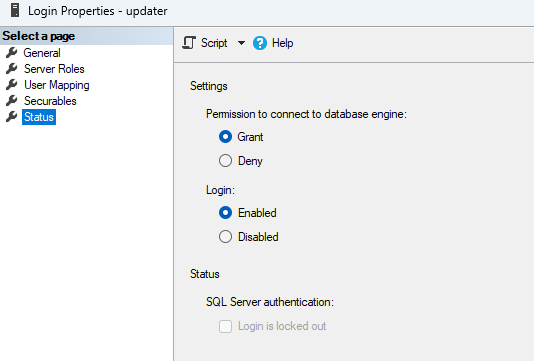 Login Properties - updater
Select a page
General
Server Roles
User Mapping
Securables
Status
Script
Help
Settings
Permission to connect to database engine:
Grant
Deny
Login:
Enabled
Disabled
Status
SQL Server authentication:
Login is locked out